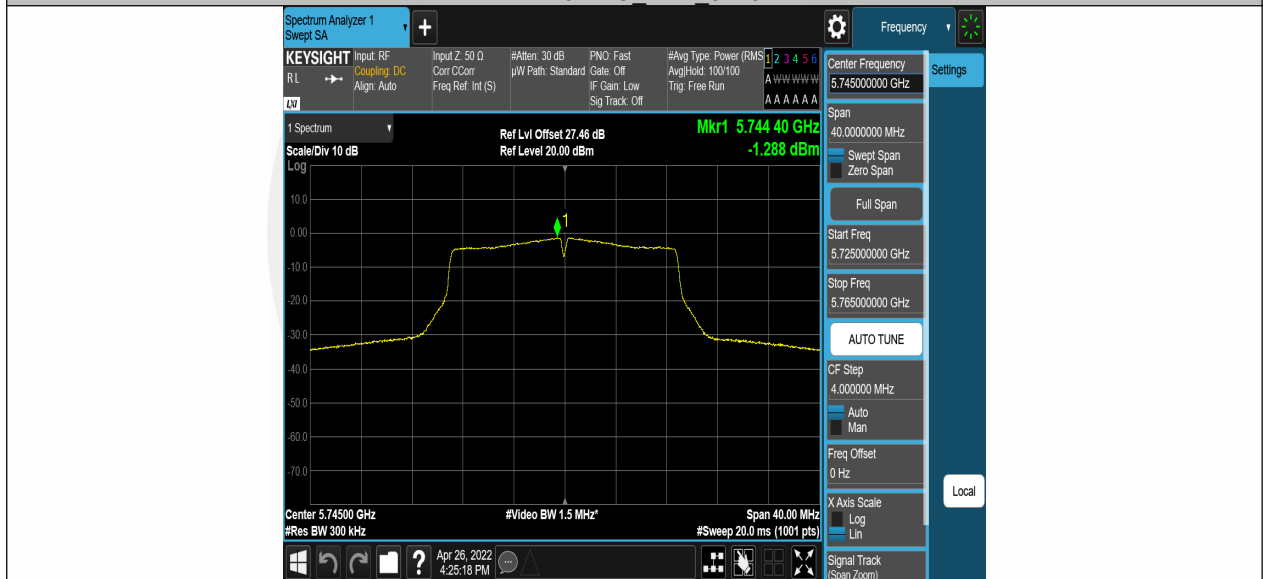 Spectrum Analyzer 1
Swept SA
+
Frequency
KEYSIGHT
RL
LXI
Input: RF
Coupling: DC
Align: Auto
Input Z: 50 Ω
Corr CCorr
Freq Ref: Int (S)
#Atten: 30 dB
µW Path: Standard
PNO: Fast
Gate: Off
IF Gain: Low
Sig Track: Off
#Avg Type: Power (RMS
Avg|Hold: 100/100
Trig: Free Run
1 2 3 4 5 6
A W W W W W
A A A A A A
1 Spectrum
Scale/Div 10 dB
Log
Ref Lvl Offset 27.46 dB
Ref Level 20.00 dBm
Mkr1 5.744 40 GHz
-1.288 dBm
1
10.0
0.00
-10.0
-20.0
-30.0
-40.0
-50.0
-60.0
-70.0
Center 5.74500 GHz
#Res BW 300 kHz
#Video BW 1.5 MHz*
Span 40.00 MHz
#Sweep 20.0 ms (1001 pts)
Apr 26, 2022
4:25:18 PM
?
Center Frequency
5.745000000 GHz
Settings
Span
40.0000000 MHz
Swept Span
Zero Span
Full Span
Start Freq
5.725000000 GHz
Stop Freq
5.765000000 GHz
AUTO TUNE
CF Step
4.000000 MHz
Auto
Man
Freq Offset
0 Hz
Local
X Axis Scale
Log
Lin
Signal Track
(Span Zoom)